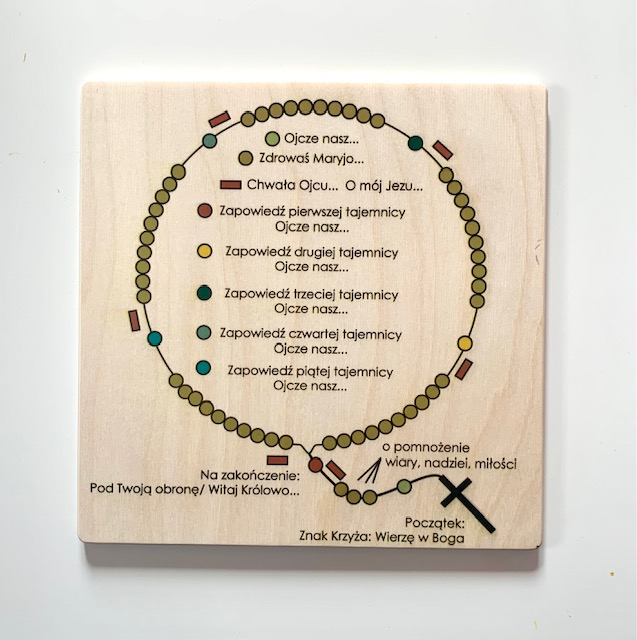 Ojcze nasz...
Zdrowaś Maryjo...
Chwała Ojcu... O mój Jezu...
Zapowiedź pierwszej tajemnicy
Ojcze nasz...
Zapowiedź drugiej tajemnicy
Ojcze nasz...
Zapowiedź trzeciej tajemnicy
Ojcze nasz...
Zapowiedź czwartej tajemnicy
Ojcze nasz...
Zapowiedź piątej tajemnicy
Ojcze nasz...
o pomnożenie
wiary, nadziei, miłości
Na zakończenie:
Pod Twoją obronę/ Witaj Królowo...
Początek:
Znak Krzyża: Wierzę w Boga